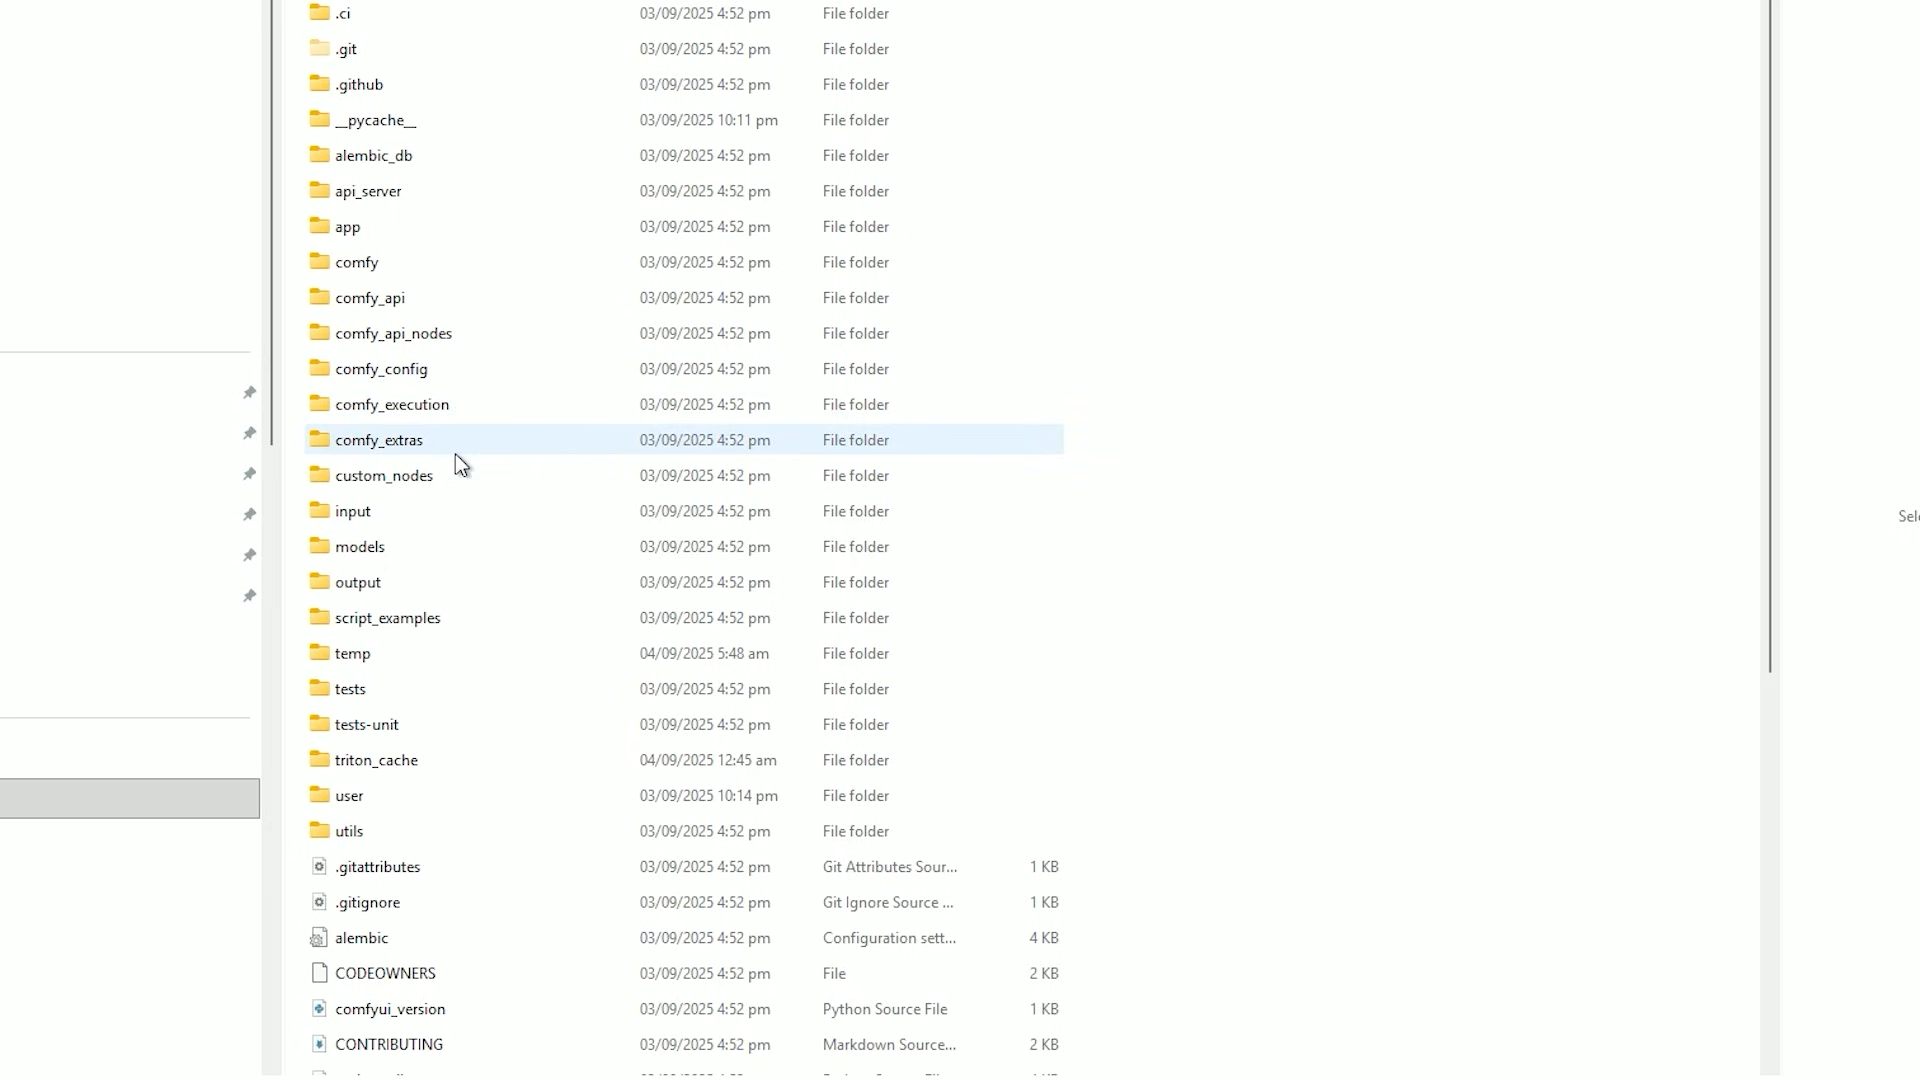 .ci 03/09/2025 4:52 pm File folder
.git 03/09/2025 4:52 pm File folder
.github 03/09/2025 4:52 pm File folder
__pycache__ 03/09/2025 10:11 pm File folder
alembic_db 03/09/2025 4:52 pm File folder
api_server 03/09/2025 4:52 pm File folder
app 03/09/2025 4:52 pm File folder
comfy 03/09/2025 4:52 pm File folder
comfy_api 03/09/2025 4:52 pm File folder
comfy_api_nodes 03/09/2025 4:52 pm File folder
comfy_config 03/09/2025 4:52 pm File folder
comfy_execution 03/09/2025 4:52 pm File folder
comfy_extras 03/09/2025 4:52 pm File folder
custom_nodes 03/09/2025 4:52 pm File folder
input 03/09/2025 4:52 pm File folder
Sele
models 03/09/2025 4:52 pm File folder
output 03/09/2025 4:52 pm File folder
script_examples 03/09/2025 4:52 pm File folder
temp 04/09/2025 5:48 am File folder
tests 03/09/2025 4:52 pm File folder
tests-unit 03/09/2025 4:52 pm File folder
triton_cache 04/09/2025 12:45 am File folder
user 03/09/2025 10:14 pm File folder
utils 03/09/2025 4:52 pm File folder
.gitattributes 03/09/2025 4:52 pm Git Attributes Sour... 1 KB
.gitignore 03/09/2025 4:52 pm Git Ignore Source ... 1 KB
alembic 03/09/2025 4:52 pm Configuration sett... 4 KB
CODEOWNERS 03/09/2025 4:52 pm File 2 KB
comfyui_version 03/09/2025 4:52 pm Python Source File 1 KB
CONTRIBUTING 03/09/2025 4:52 pm Markdown Source... 2 KB